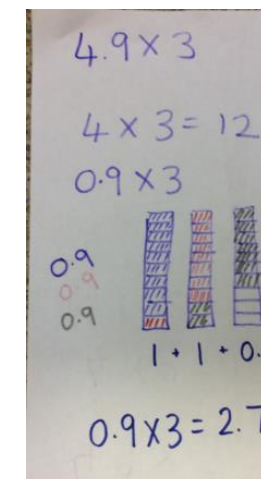 4.9 × 3
4 × 3 = 12
0.9 × 3
0.9
0.9
0.9
1 + 1 + 0.
0.9 × 3 = 2.7